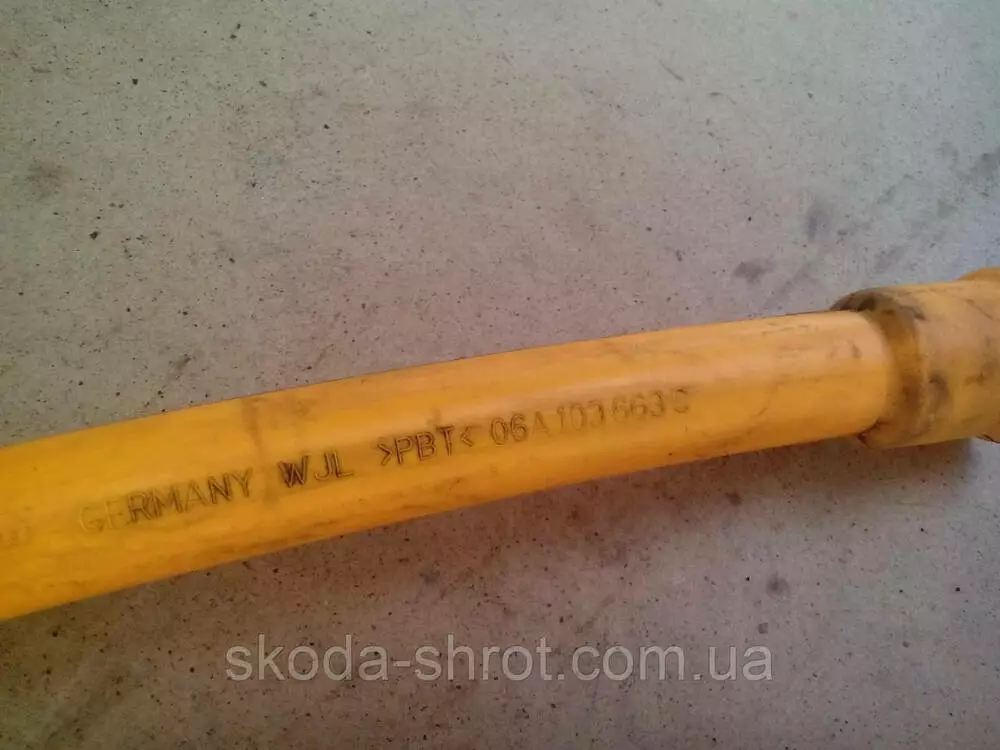 GERMANY WJL >PBT< 06A 103 663 C
skoda-shrot.com.ua